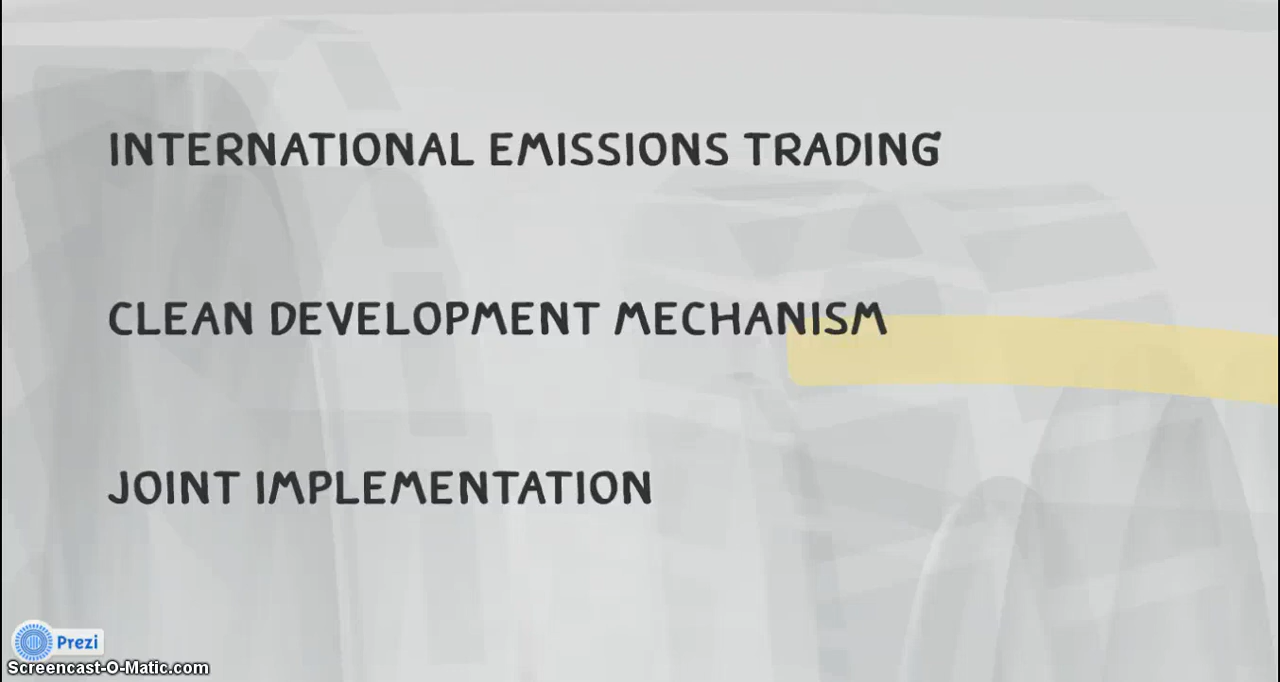 INTERNATIONAL EMISSIONS TRADING
CLEAN DEVELOPMENT MECHANISM
JOINT IMPLEMENTATION
Prezi
Screencast-O-Matic.com